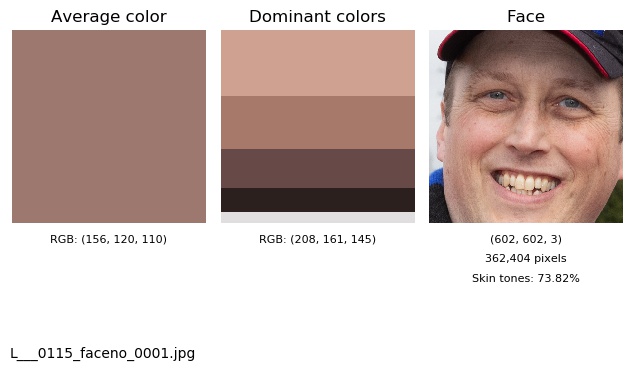 Average color
Dominant colors
Face
RGB: (156, 120, 110)
RGB: (208, 161, 145)
(602, 602, 3)
362,404 pixels
Skin tones: 73.82%
L___0115_faceno_0001.jpg